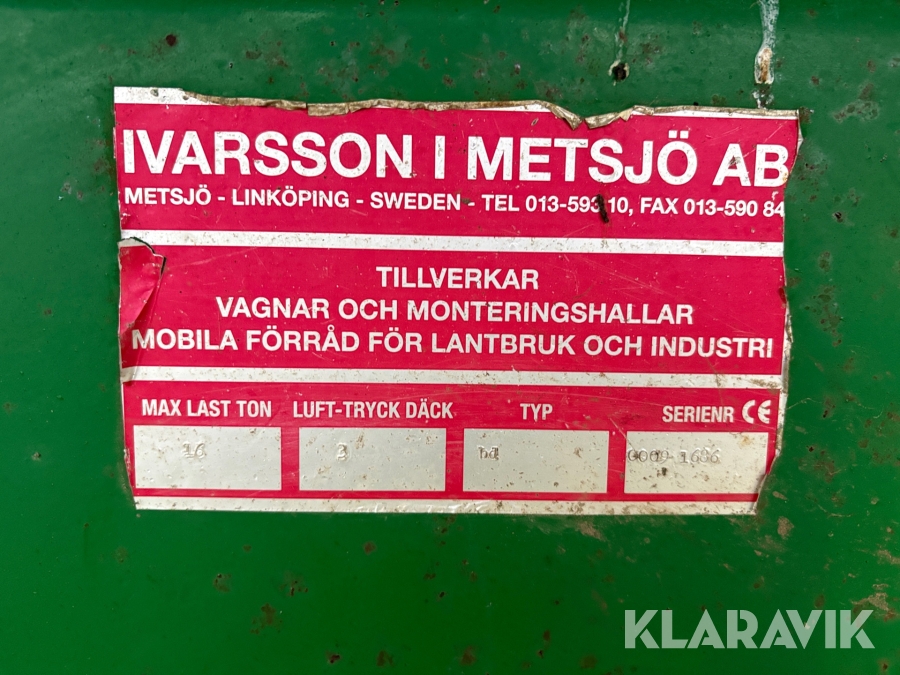 IVARSSON I METSJÖ AB
METSJÖ - LINKÖPING - SWEDEN - TEL 013-593 10, FAX 013-590 84
TILLVERKAR
VAGNAR OCH MONTERINGSHALLAR
MOBILA FÖRRÅD FÖR LANTBRUK OCH INDUSTRI
MAX LAST TON LUFT-TRYCK DÄCK TYP SERIENR CE
16 3
KLARAVIK